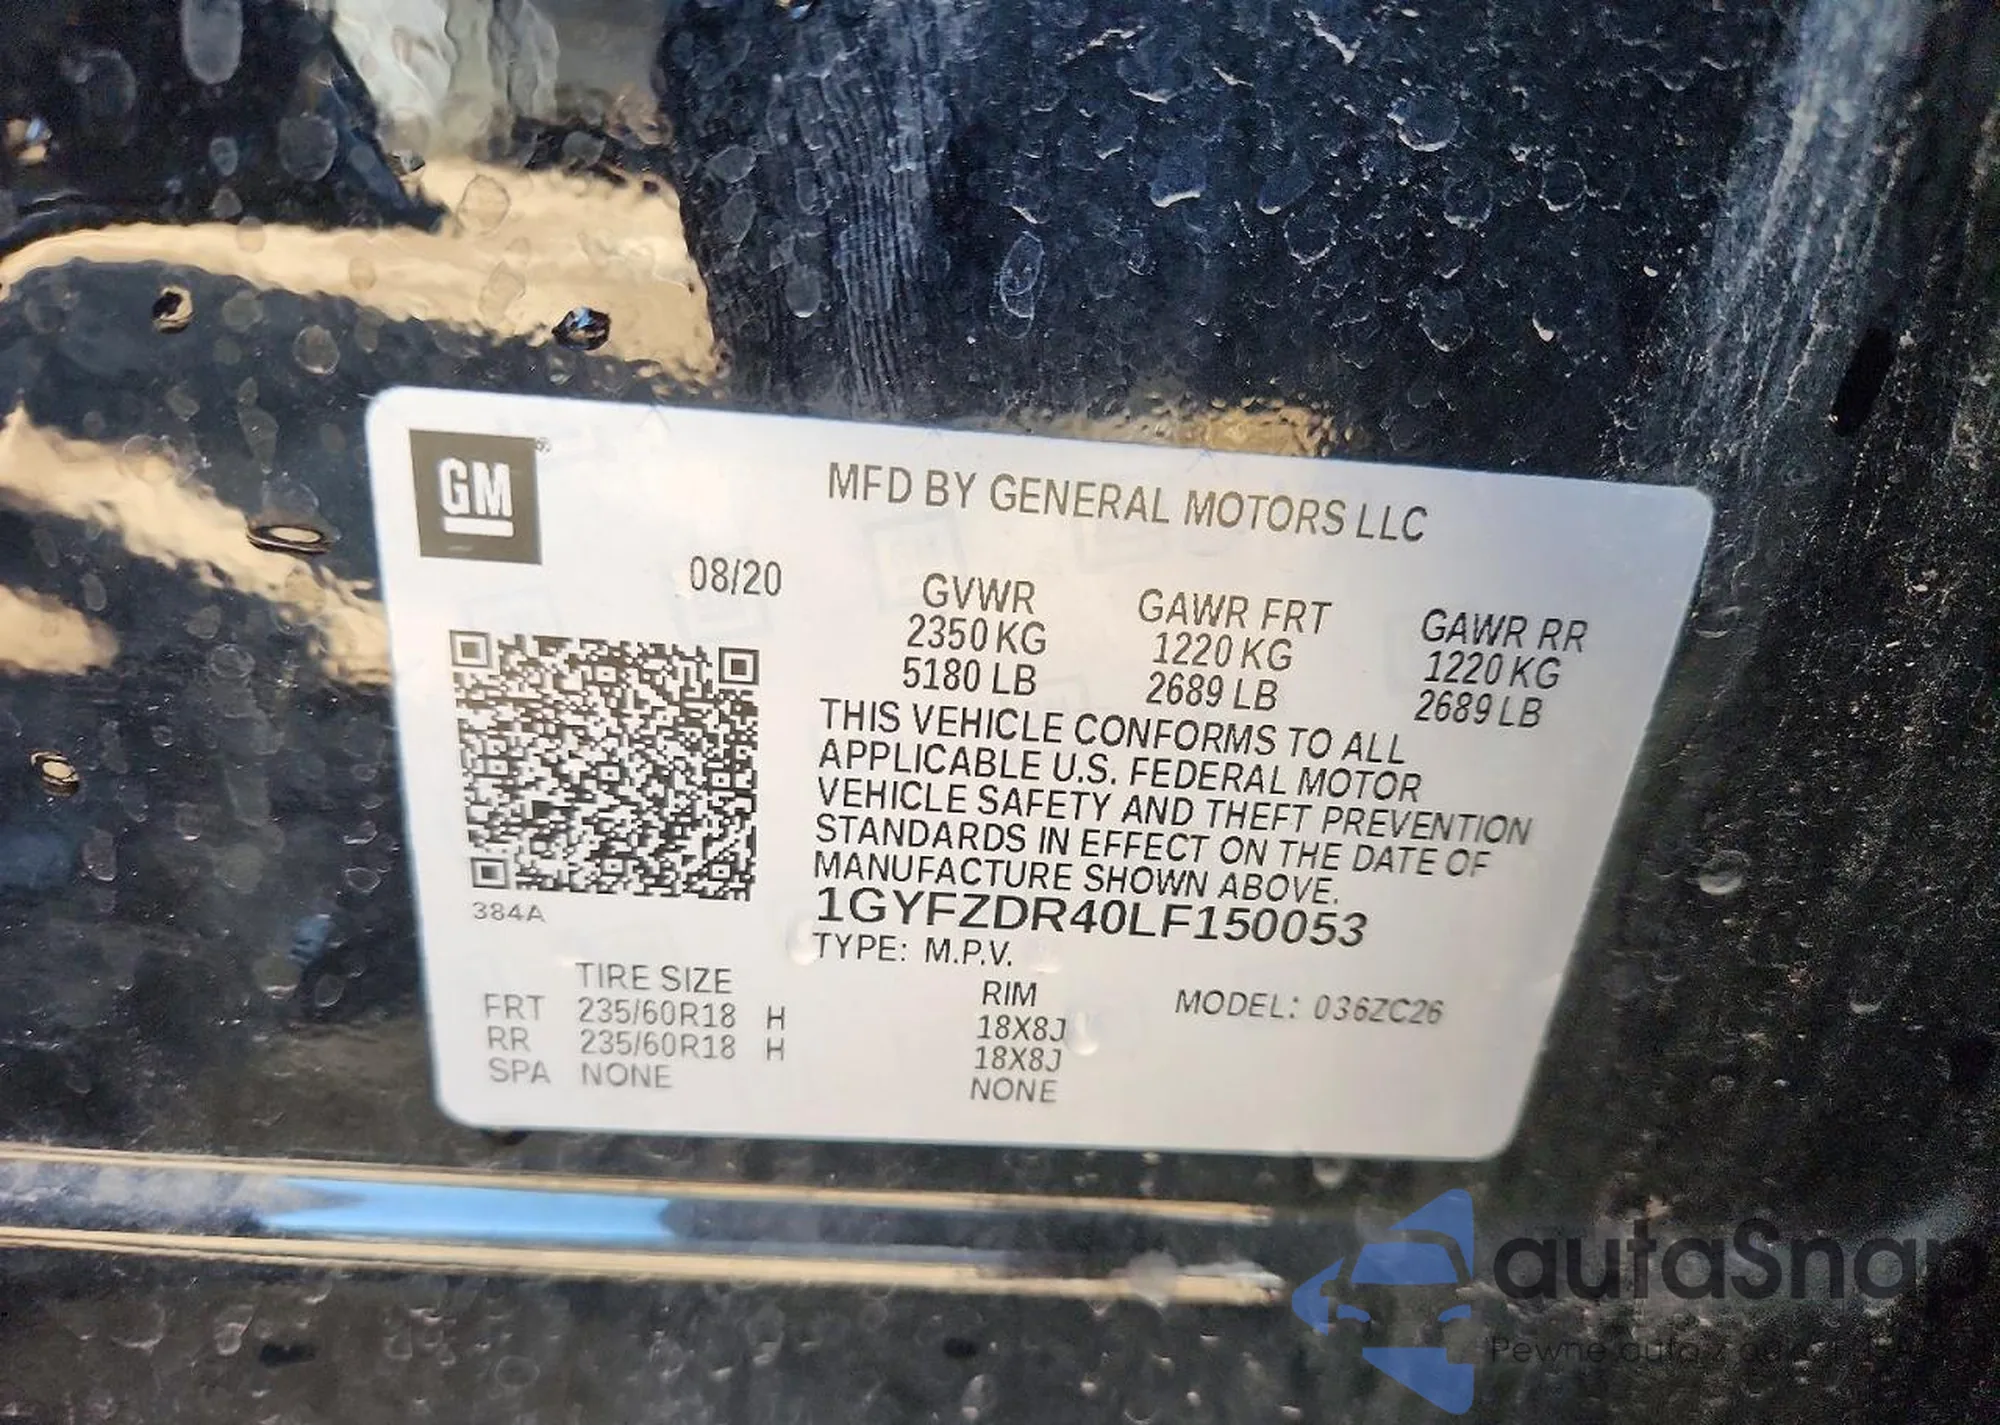 GM
MFD BY GENERAL MOTORS LLC
08/20
GVWR GAWR FRT GAWR RR
2350 KG 1220 KG 1220 KG
5180 LB 2689 LB 2689 LB
THIS VEHICLE CONFORMS TO ALL
APPLICABLE U.S. FEDERAL MOTOR
VEHICLE SAFETY AND THEFT PREVENTION
STANDARDS IN EFFECT ON THE DATE OF
MANUFACTURE SHOWN ABOVE.
384A
1GYFZDR40LF150053
TYPE: M.P.V.
TIRE SIZE RIM MODEL: 036ZC26
FRT 235/60R18 H 18X8J
RR 235/60R18 H 18X8J
SPA NONE NONE
autaSnap
Pewne auta z